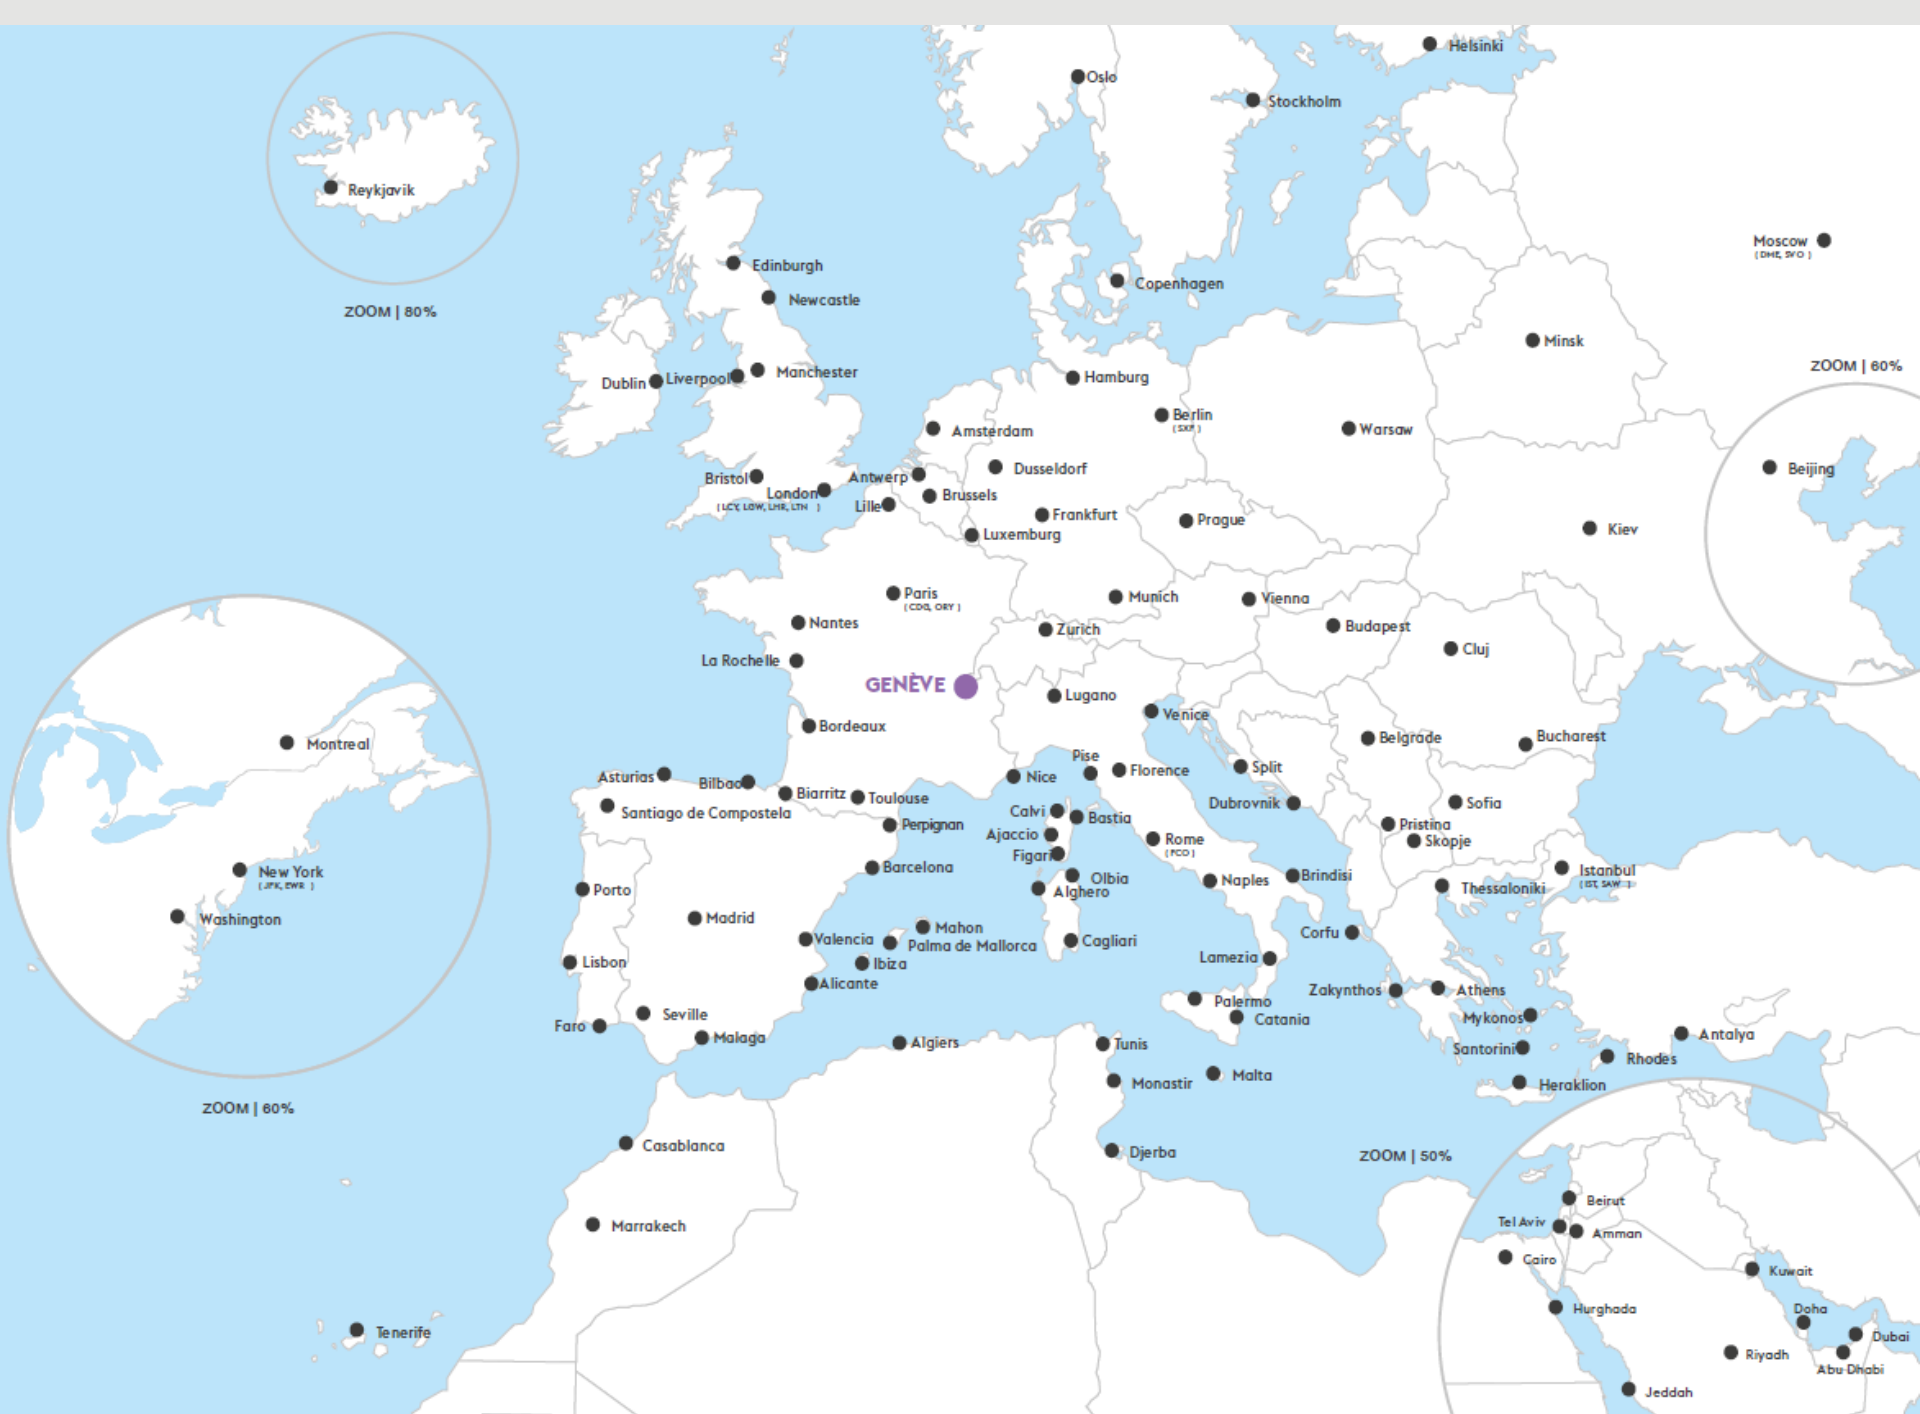 Helsinki
Oslo
Stockholm
Reykjavik
Moscow
( DME, SVO )
Edinburgh
Copenhagen
Newcastle
ZOOM | 80%
Minsk
ZOOM | 60%
Manchester
Dublin
Liverpool
Hamburg
Berlin
( SXF )
Amsterdam
Warsaw
Dusseldorf
Beijing
Bristol
Antwerp
London
( LCY, LGW, LHR, LTN )
Brussels
Lille
Frankfurt
Prague
Luxemburg
Kiev
Paris
( CDG, ORY )
Munich
Vienna
Nantes
Zurich
Budapest
La Rochelle
Cluj
GENÈVE
Lugano
Venice
Bordeaux
Belgrade
Bucharest
Montreal
Pise
Asturias
Bilbao
Nice
Florence
Split
Biarritz
Toulouse
Dubrovnik
Sofia
Santiago de Compostela
Calvi
Bastia
Perpignan
Pristina
Ajaccio
Rome
( FCO )
Skopje
Figari
Barcelona
New York
( JFK, EWR )
Olbia
Naples
Brindisi
Istanbul
( IST, SAW )
Porto
Alghero
Thessaloniki
Washington
Madrid
Mahon
Corfu
Valencia
Palma de Mallorca
Cagliari
Lisbon
Ibiza
Lamezia
Alicante
Zakynthos
Athens
Palermo
Seville
Catania
Mykonos
Faro
Malaga
Algiers
Tunis
Antalya
Santorini
Rhodes
Monastir
Malta
Heraklion
ZOOM | 60%
Casablanca
Djerba
ZOOM | 50%
Beirut
Marrakech
Tel Aviv
Amman
Cairo
Kuwait
Hurghada
Doha
Tenerife
Dubai
Riyadh
Abu Dhabi
Jeddah